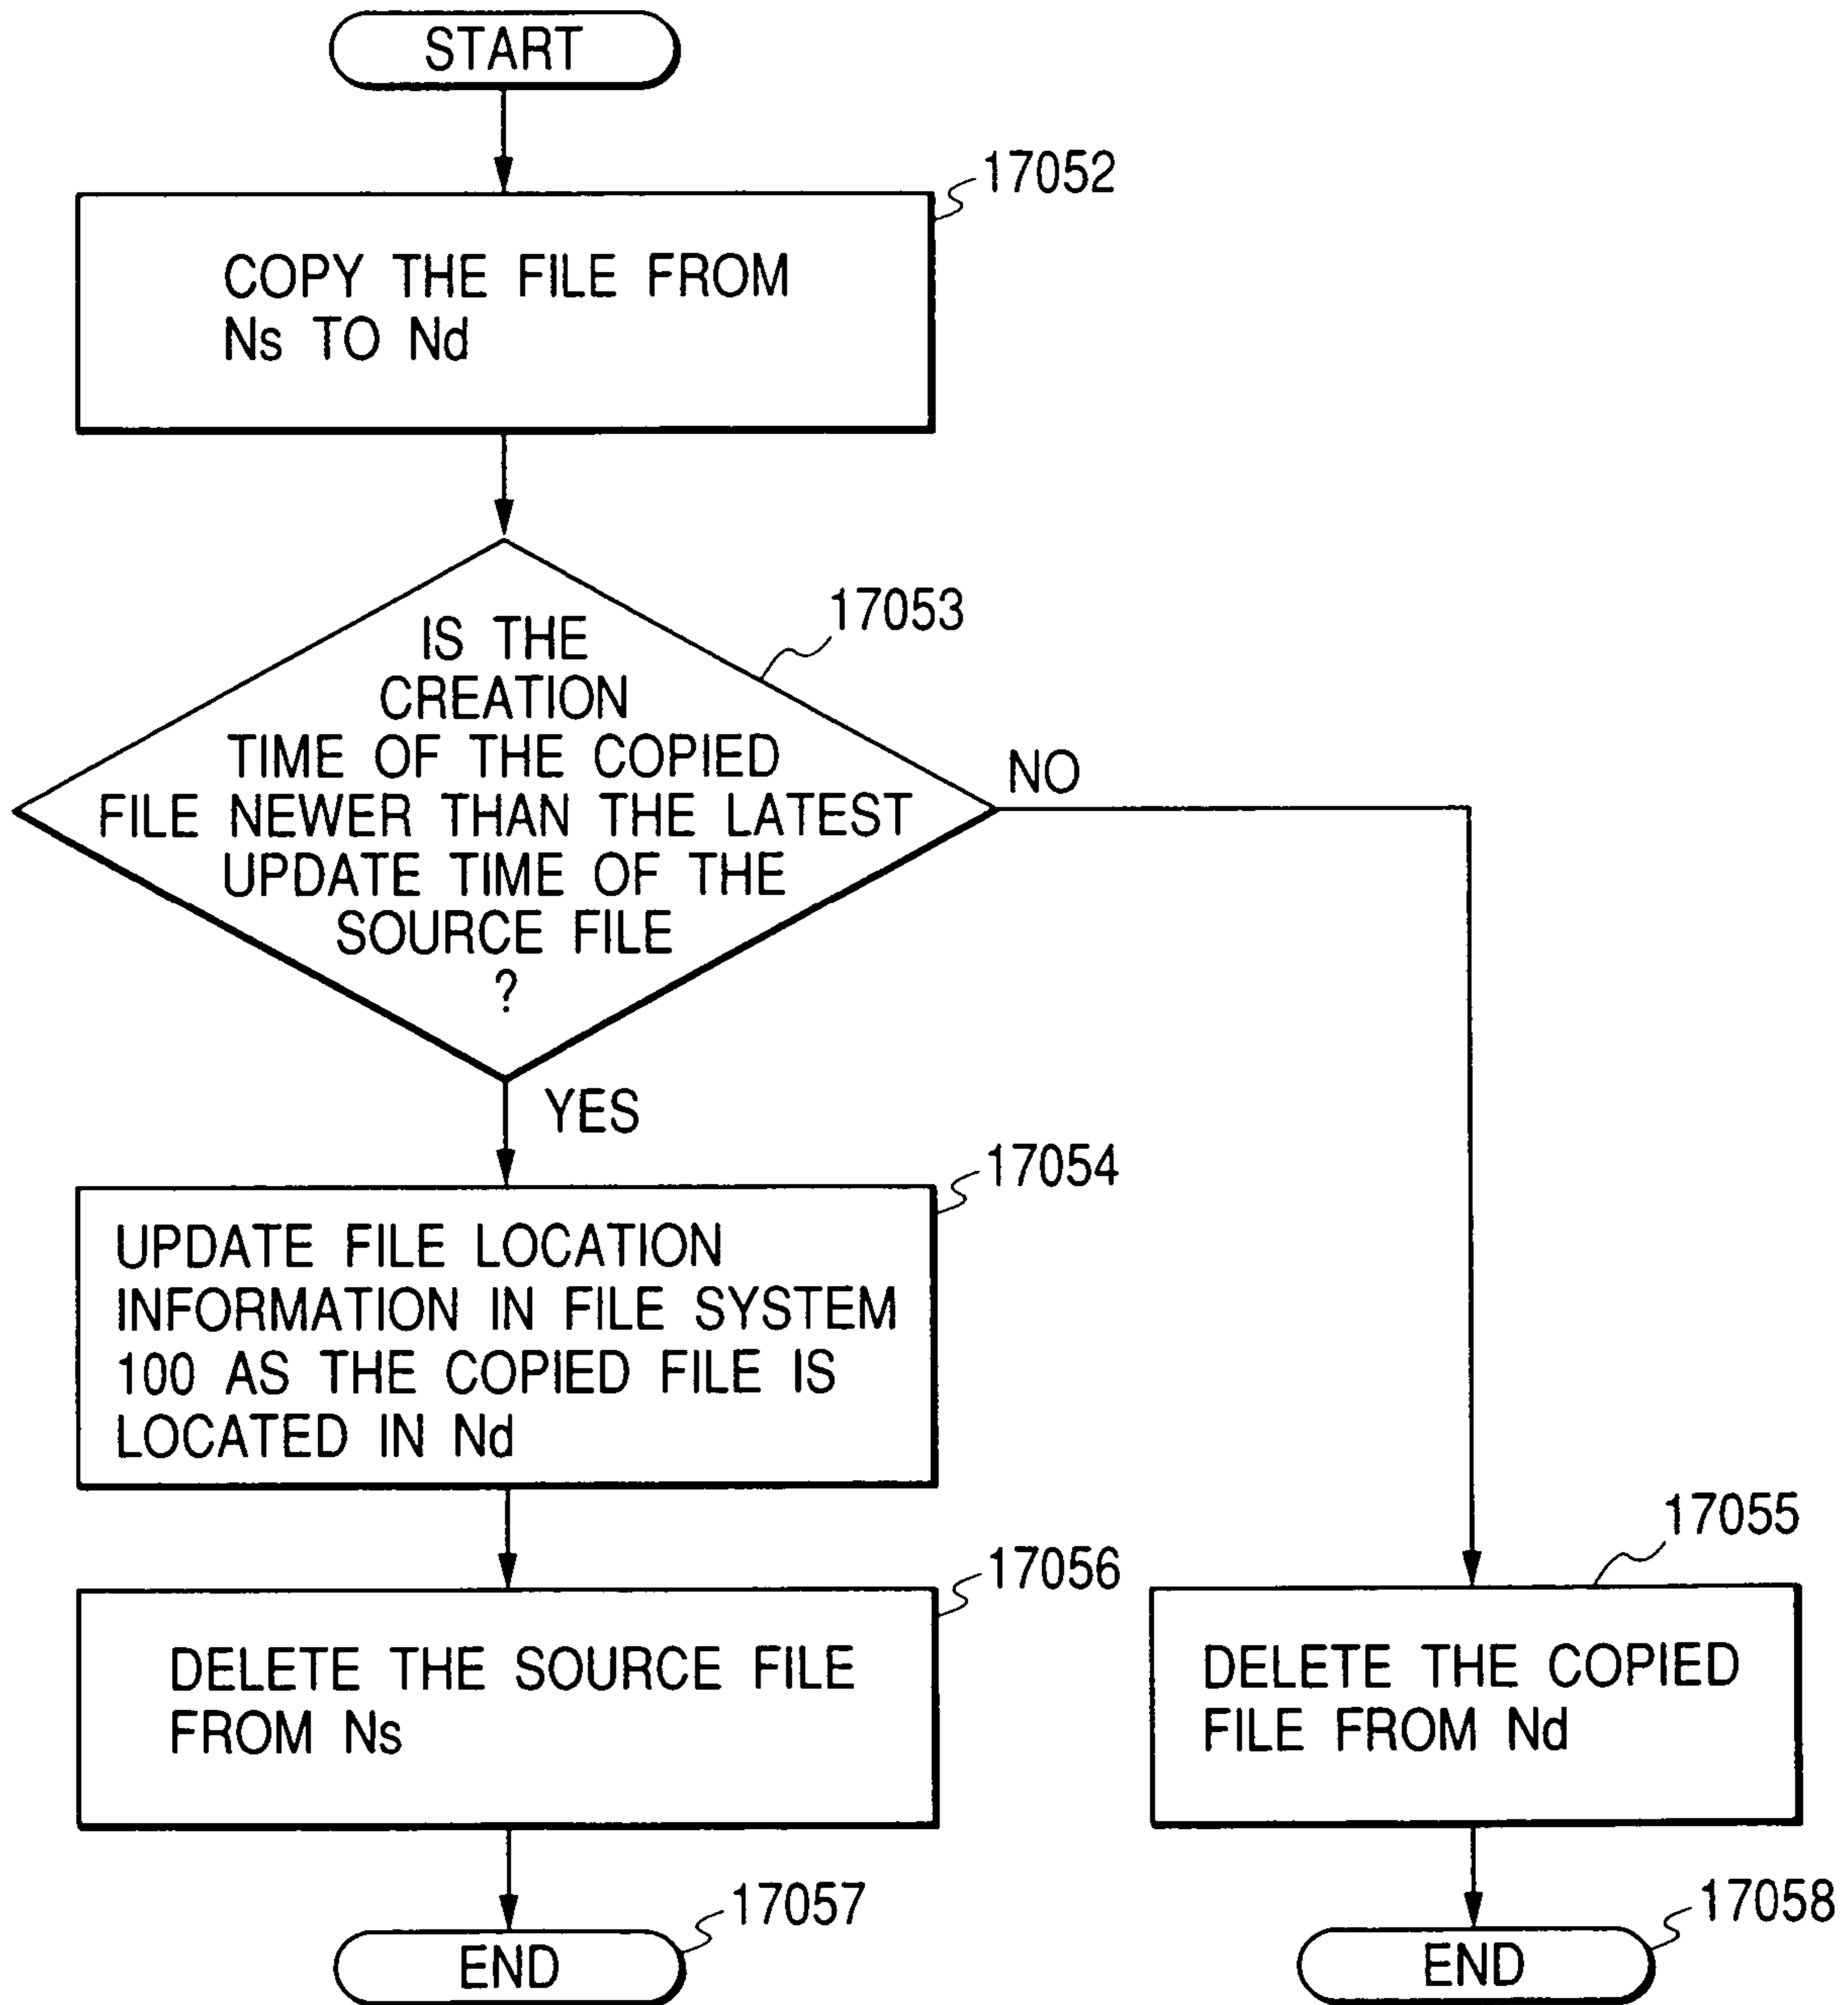 START
17052
COPY THE FILE FROM
Ns TO Nd
17053
IS THE
CREATION
TIME OF THE COPIED
FILE NEWER THAN THE LATEST
UPDATE TIME OF THE
SOURCE FILE
?
NO
YES
17054
UPDATE FILE LOCATION
INFORMATION IN FILE SYSTEM
100 AS THE COPIED FILE IS
LOCATED IN Nd
17056
DELETE THE SOURCE FILE
FROM Ns
17055
DELETE THE COPIED
FILE FROM Nd
17057
END
17058
END